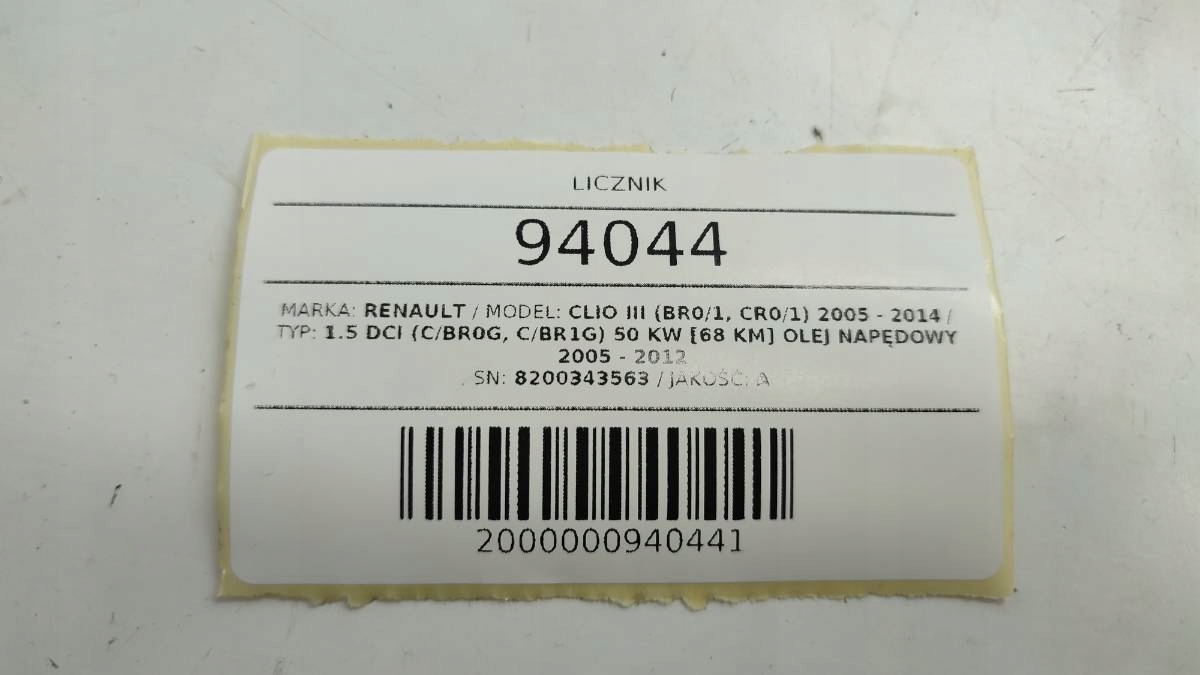 LICZNIK
94044
MARKA: RENAULT / MODEL: CLIO III (BR0/1, CR0/1) 2005 - 2014 /
TYP: 1.5 DCI (C/BR0G, C/BR1G) 50 KW [68 KM] OLEJ NAPĘDOWY
2005 - 2012
SN: 8200343563 / JAKOŚĆ: A
2000000940441